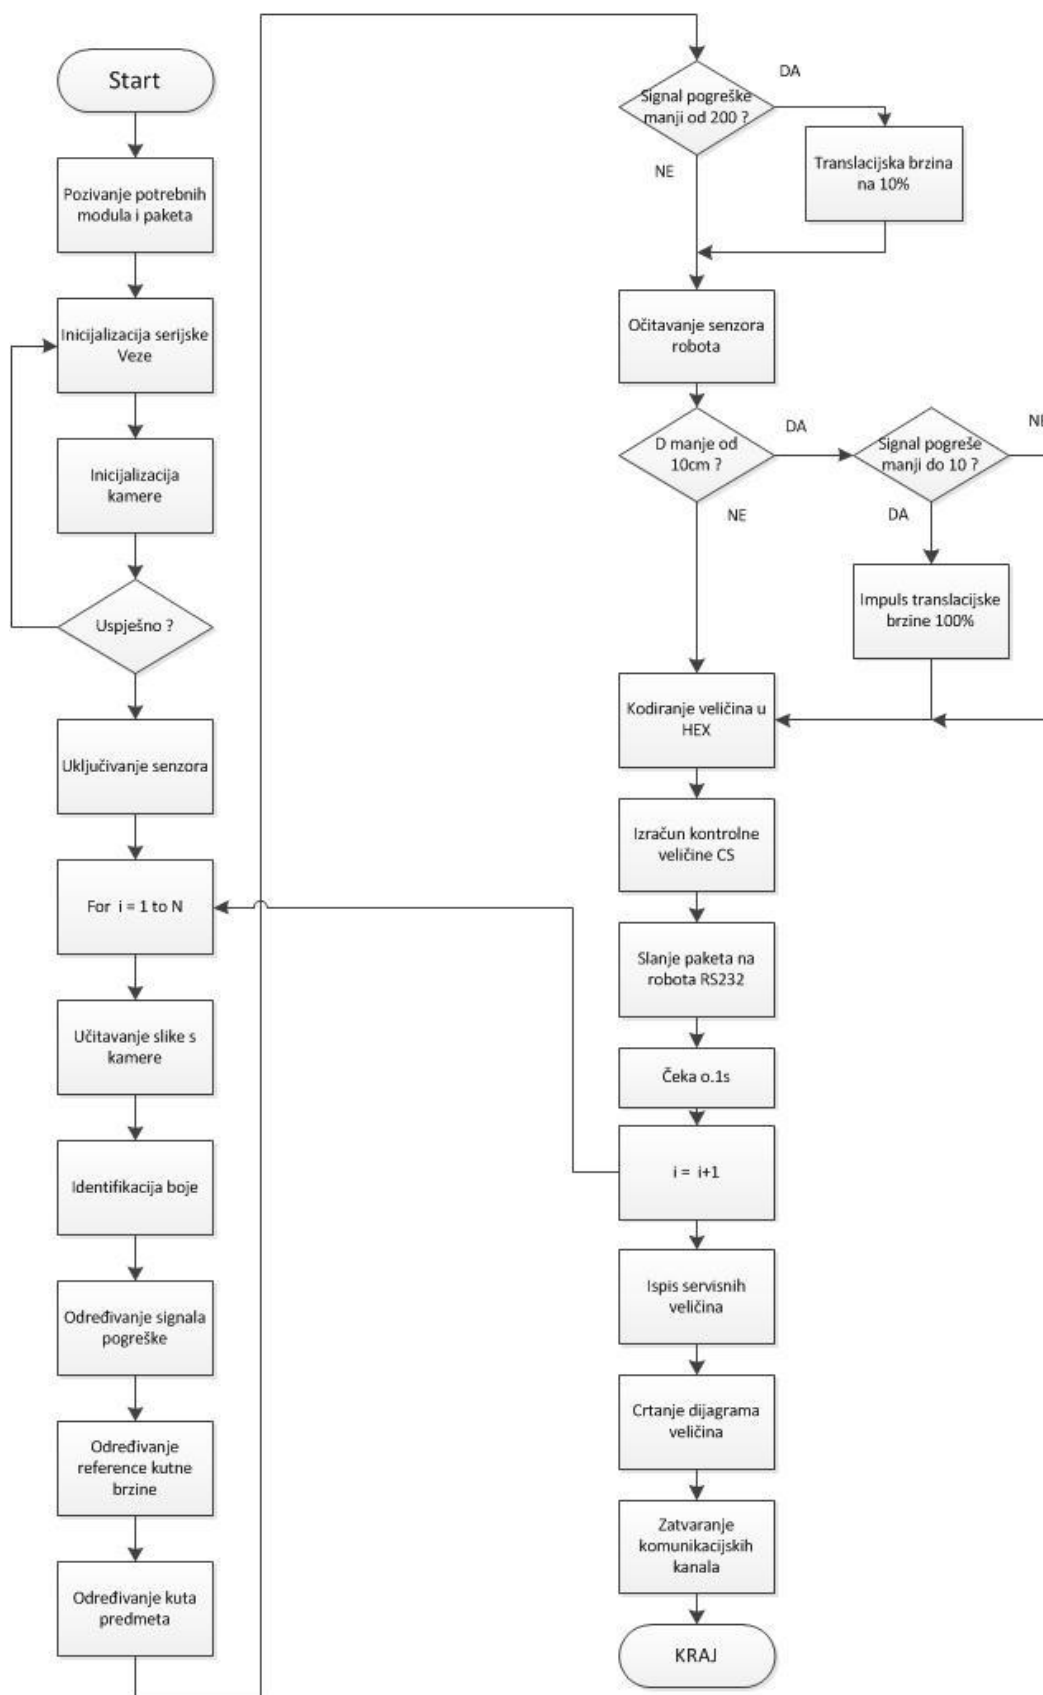 Start
Pozivanje potrebnih
modula i paketa
Inicijalizacija serijske
Veze
Inicijalizacija
kamere
Uspješno ?
Uključivanje senzora
For  i = 1 to N
Učitavanje slike s
kamere
Identifikacija boje
Određivanje signala
pogreške
Određivanje
reference kutne
brzine
Određivanje kuta
predmeta
Signal pogreške
manji od 200 ?
DA
NE
Translacijska brzina
na 10%
Očitavanje senzora
robota
D manje od
10cm ?
DA
NE
Signal pogreše
manji do 10 ?
NE
DA
Impuls translacijske
brzine 100%
Kodiranje veličina u
HEX
Izračun kontrolne
veličine CS
Slanje paketa na
robota RS232
Čeka o.1s
i =  i+1
Ispis servisnih
veličina
Crtanje dijagrama
veličina
Zatvaranje
komunikacijskih
kanala
KRAJ